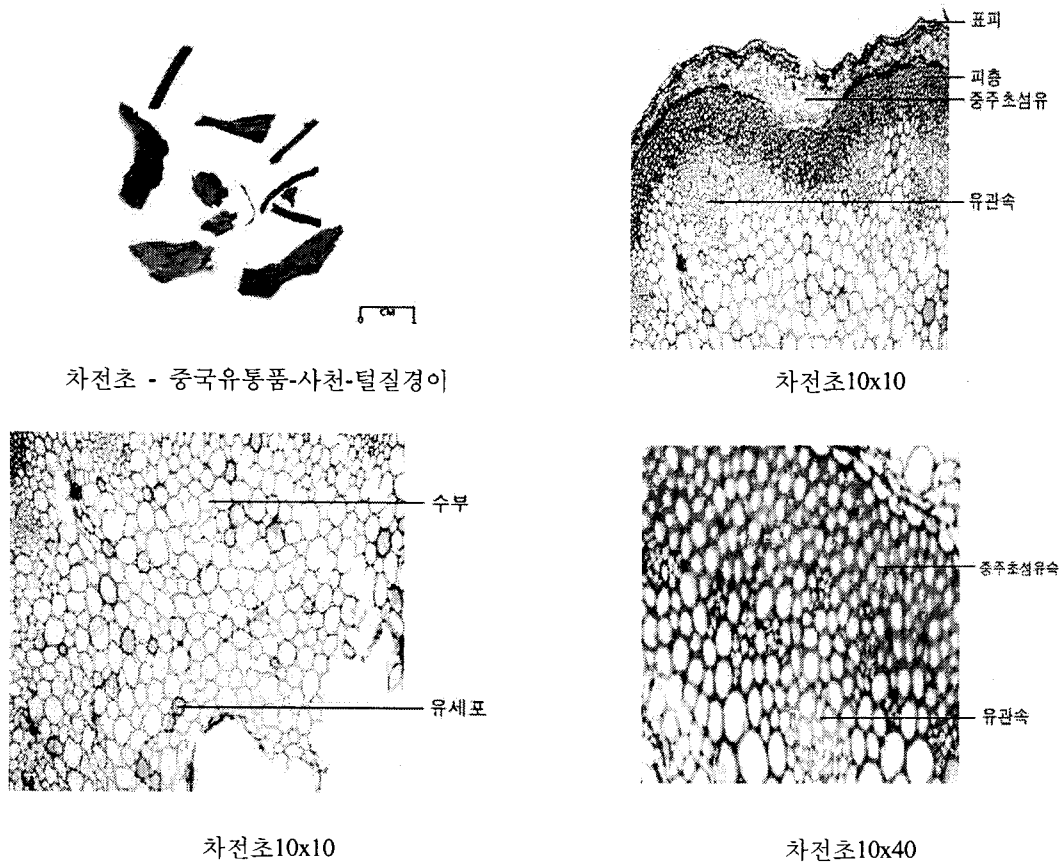 표피
피층
중주초섬유
유관속
0 CM 1
차전초 - 중국유통품-사천-털질경이
차전초10x10
수부
유세포
중주초섬유속
유관속
차전초10x10
차전초10x40